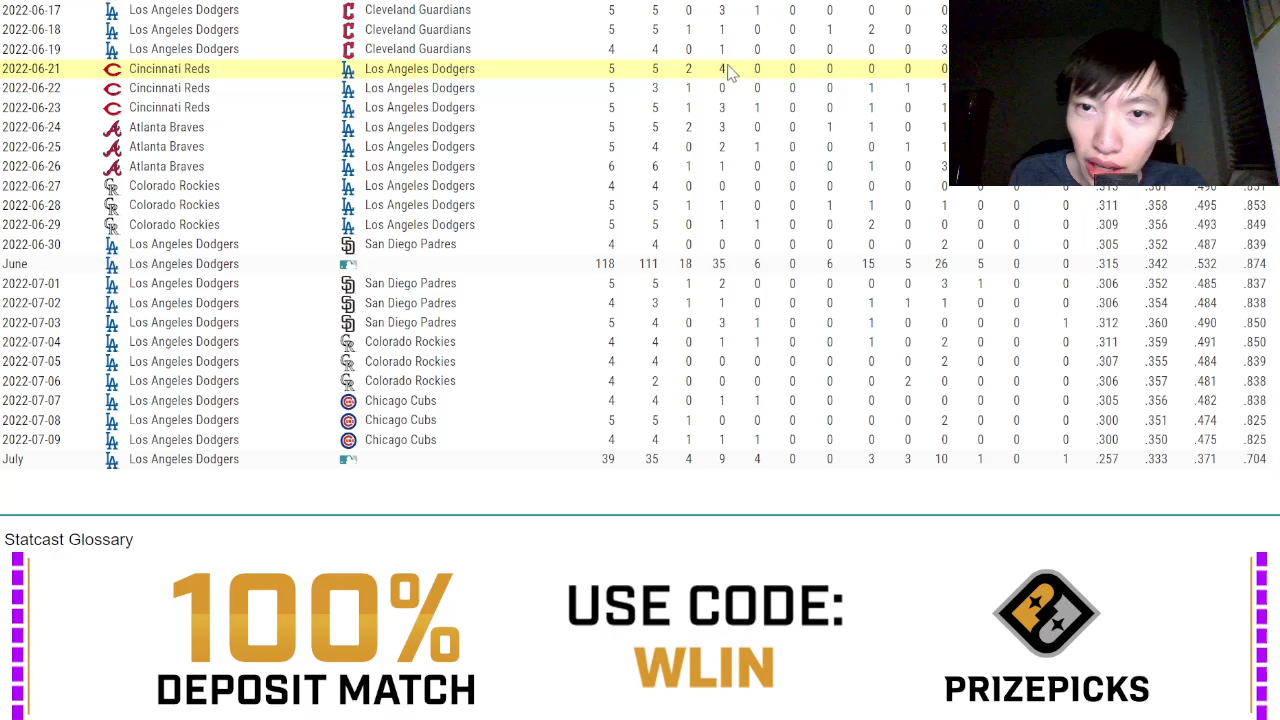 2022-06-17 Los Angeles Dodgers Cleveland Guardians 5 5 0 3 1 0 0 0 0 0
2022-06-18 Los Angeles Dodgers Cleveland Guardians 5 5 1 1 0 0 1 2 0 3
2022-06-19 Los Angeles Dodgers Cleveland Guardians 4 4 0 1 0 0 0 0 0 3
2022-06-21 Cincinnati Reds Los Angeles Dodgers 5 5 2 4 0 0 0 0 0 0
2022-06-22 Cincinnati Reds Los Angeles Dodgers 5 3 1 0 0 0 0 1 1 1
2022-06-23 Cincinnati Reds Los Angeles Dodgers 5 5 1 3 1 0 0 1 0 1
2022-06-24 Atlanta Braves Los Angeles Dodgers 5 5 2 3 0 0 1 1 0 1
2022-06-25 Atlanta Braves Los Angeles Dodgers 5 4 0 2 1 0 0 0 1 1
2022-06-26 Atlanta Braves Los Angeles Dodgers 6 6 1 1 0 0 0 1 0 3
2022-06-27 Colorado Rockies Los Angeles Dodgers 4 4 0 0 0 0 0 0 0 0
2022-06-28 Colorado Rockies Los Angeles Dodgers 5 5 1 1 0 0 1 1 0 1 0 0 0 .311 .358 .495 .853
2022-06-29 Colorado Rockies Los Angeles Dodgers 5 5 0 1 1 0 0 2 0 0 0 0 0 .309 .356 .493 .849
2022-06-30 Los Angeles Dodgers San Diego Padres 4 4 0 0 0 0 0 0 0 2 0 0 0 .305 .352 .487 .839
June Los Angeles Dodgers 118 111 18 35 6 0 6 15 5 26 5 0 0 .315 .342 .532 .874
2022-07-01 Los Angeles Dodgers San Diego Padres 5 5 1 2 0 0 0 0 0 3 1 0 0 .306 .352 .485 .837
2022-07-02 Los Angeles Dodgers San Diego Padres 4 3 1 1 0 0 0 1 1 1 0 0 0 .306 .354 .484 .838
2022-07-03 Los Angeles Dodgers San Diego Padres 5 4 0 3 1 0 0 1 0 0 0 0 1 .312 .360 .490 .850
2022-07-04 Los Angeles Dodgers Colorado Rockies 4 4 0 1 1 0 0 1 0 2 0 0 0 .311 .359 .491 .850
2022-07-05 Los Angeles Dodgers Colorado Rockies 4 4 0 0 0 0 0 0 0 2 0 0 0 .307 .355 .484 .839
2022-07-06 Los Angeles Dodgers Colorado Rockies 4 2 0 0 0 0 0 0 2 0 0 0 0 .306 .357 .481 .838
2022-07-07 Los Angeles Dodgers Chicago Cubs 4 4 0 1 1 0 0 0 0 0 0 0 0 .305 .356 .482 .838
2022-07-08 Los Angeles Dodgers Chicago Cubs 5 5 1 0 0 0 0 0 0 2 0 0 0 .300 .351 .474 .825
2022-07-09 Los Angeles Dodgers Chicago Cubs 4 4 1 1 1 0 0 0 0 0 0 0 0 .300 .350 .475 .825
July Los Angeles Dodgers 39 35 4 9 4 0 0 3 3 10 1 0 1 .257 .333 .371 .704
Statcast Glossary
100%
DEPOSIT MATCH
USE CODE:
WLIN
PRIZEPICKS